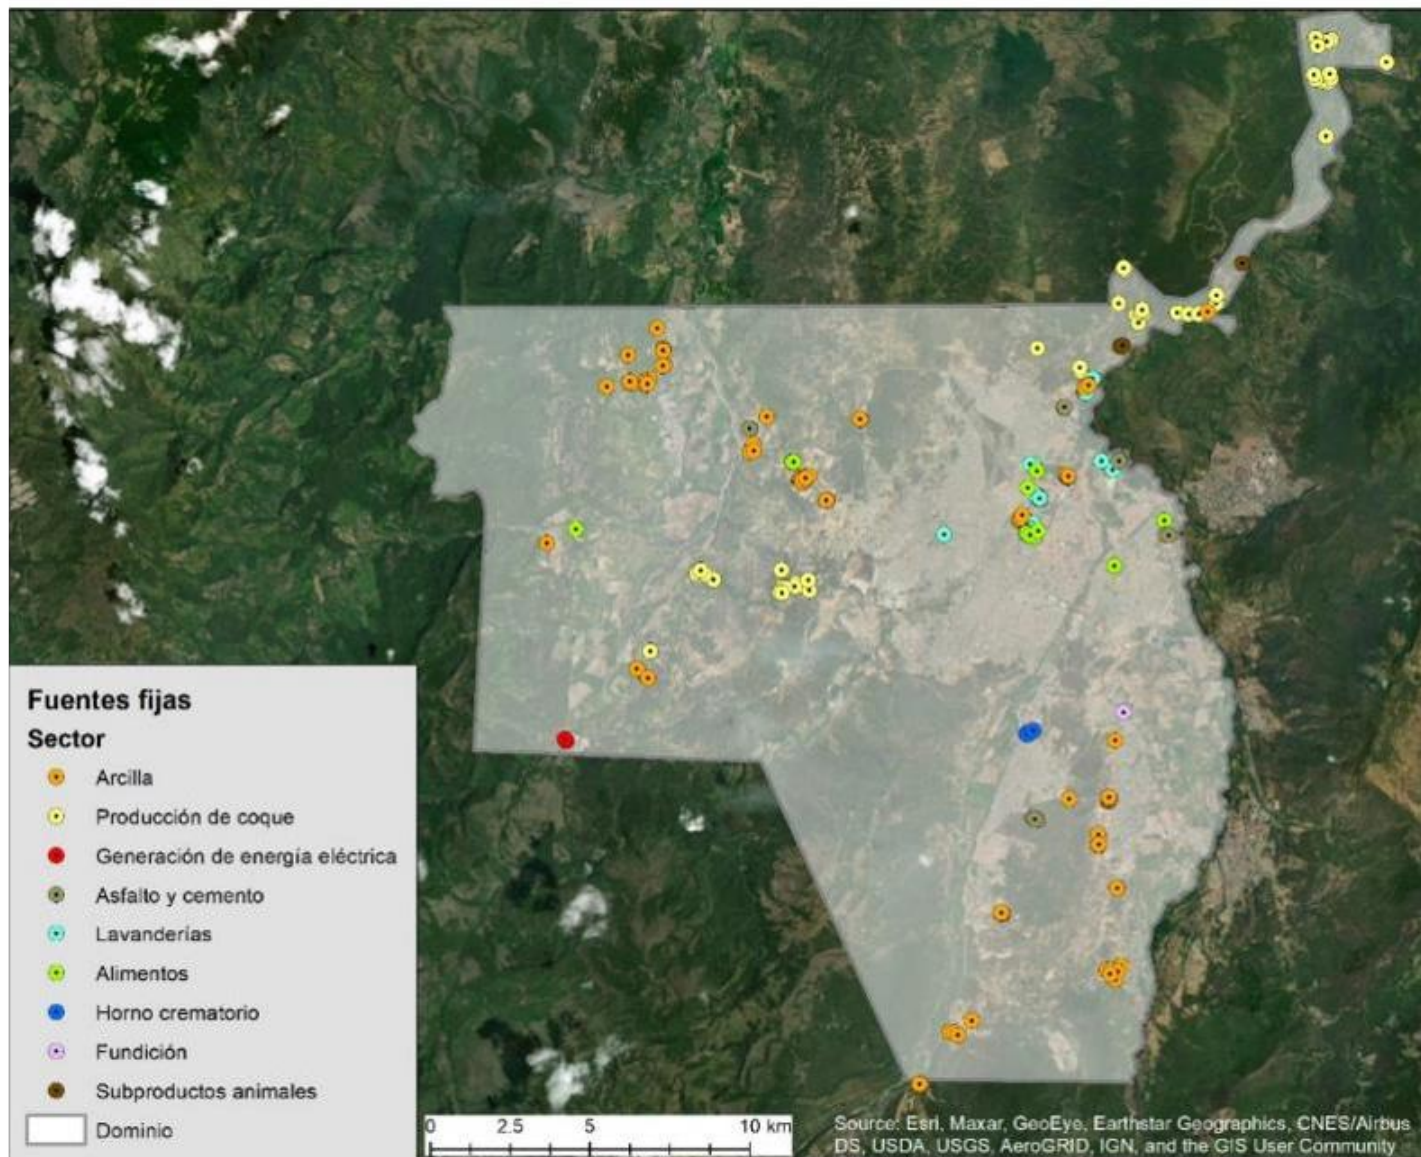 Fuentes fijas
Sector
Arcilla
Producción de coque
Generación de energía eléctrica
Asfalto y cemento
Lavanderías
Alimentos
Horno crematorio
Fundición
Subproductos animales
Dominio
0 2.5 5 10 km
Source: Esri, Maxar, GeoEye, Earthstar Geographics, CNES/Airbus
DS, USDA, USGS, AeroGRID, IGN, and the GIS User Community